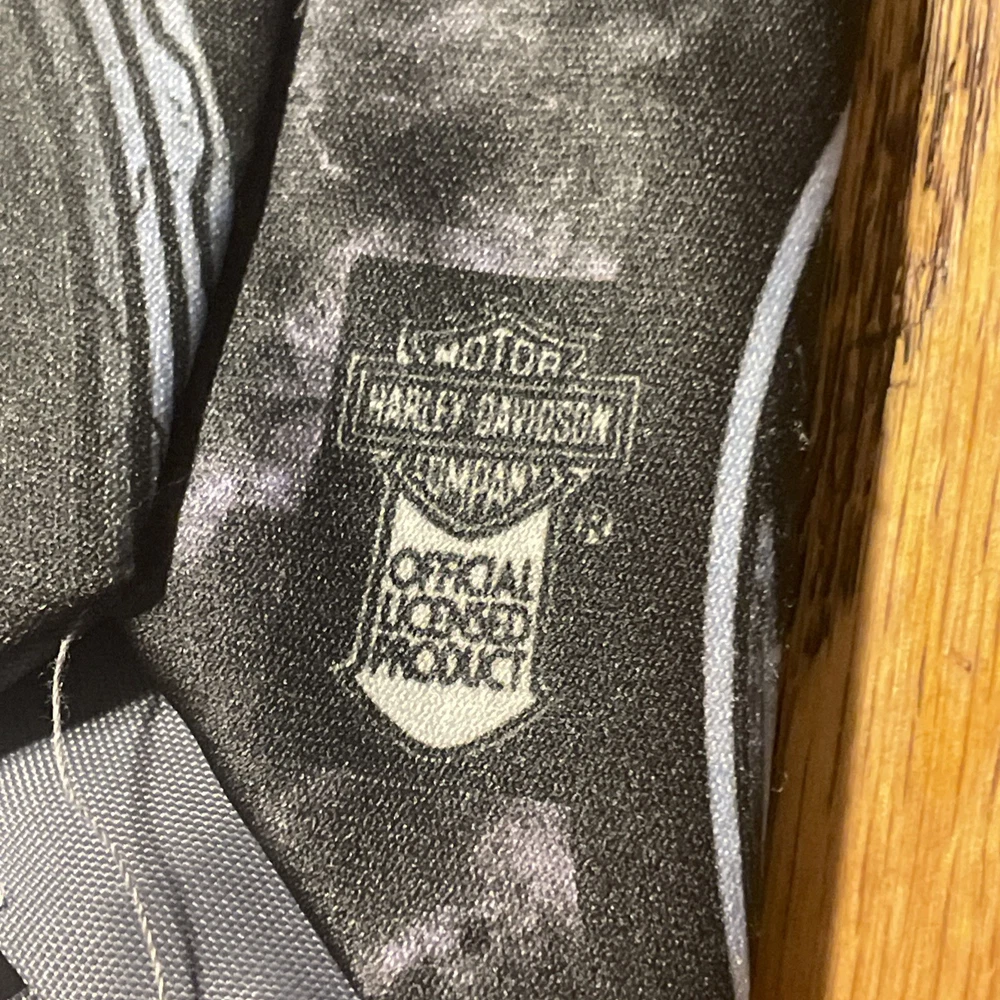 MOTOR
HARLEY-DAVIDSON
COMPANY
®
OFFICIAL
LICENSED
PRODUCT